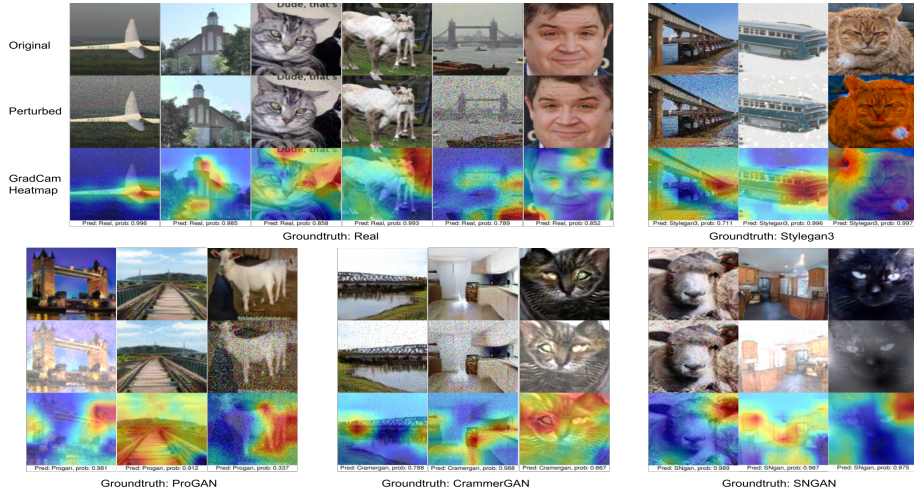 Dude, that's
Original
Perturbed
Dude, that's
GradCam
Heatmap
Dude, that's
Pred: Real, prob: 0.996
Pred: Real, prob: 0.985
Pred: Real, prob: 0.858
Pred: Real, prob: 0.993
Pred: Real, prob: 0.789
Pred: Real, prob: 0.852
Pred: Stylegan3, prob: 0.711
Pred: Stylegan3, prob: 0.996
Pred: Stylegan3, prob: 0.997
Groundtruth: Real
Groundtruth: Stylegan3
Pred: Progan, prob: 0.981
Pred: Progan, prob: 0.912
Pred: Progan, prob: 0.337
Pred: Cramergan, prob: 0.788
Pred: Cramergan, prob: 0.988
Pred: Cramergan, prob: 0.867
Pred: SNgan, prob: 0.989
Pred: SNgan, prob: 0.987
Pred: SNgan, prob: 0.975
Groundtruth: ProGAN
Groundtruth: CrammerGAN
Groundtruth: SNGAN